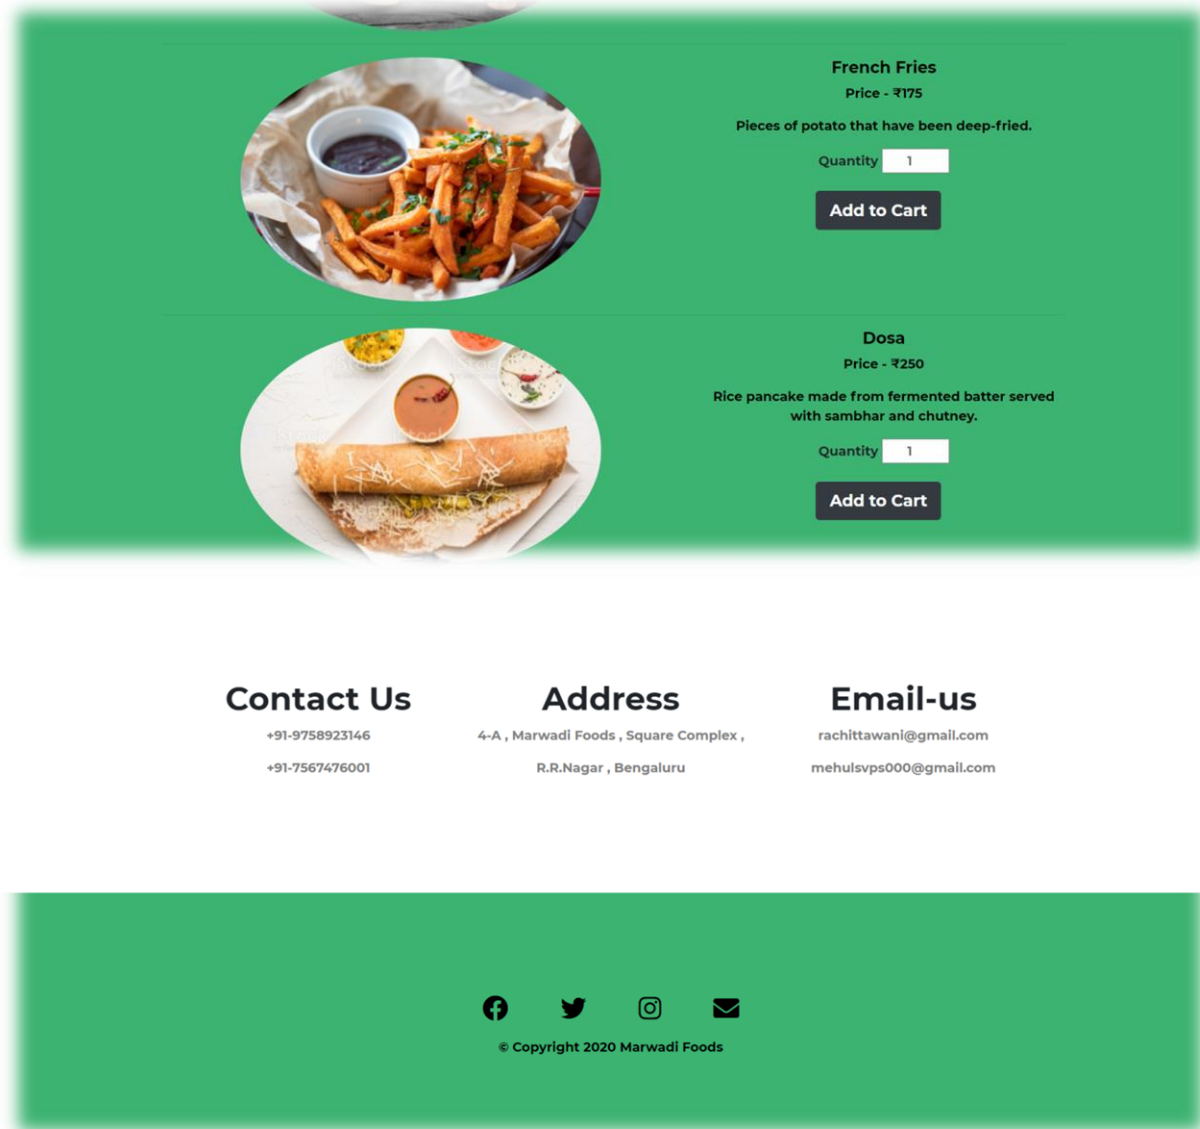 French Fries
Price - ₹175
Pieces of potato that have been deep-fried.
Quantity 1
Add to Cart
Dosa
Price - ₹250
Rice pancake made from fermented batter served
with sambhar and chutney.
Quantity 1
Add to Cart
Contact Us
+91-9758923146
+91-7567476001
Address
4-A , Marwadi Foods , Square Complex ,
R.R.Nagar , Bengaluru
Email-us
rachittawani@gmail.com
mehulsvps000@gmail.com
© Copyright 2020 Marwadi Foods